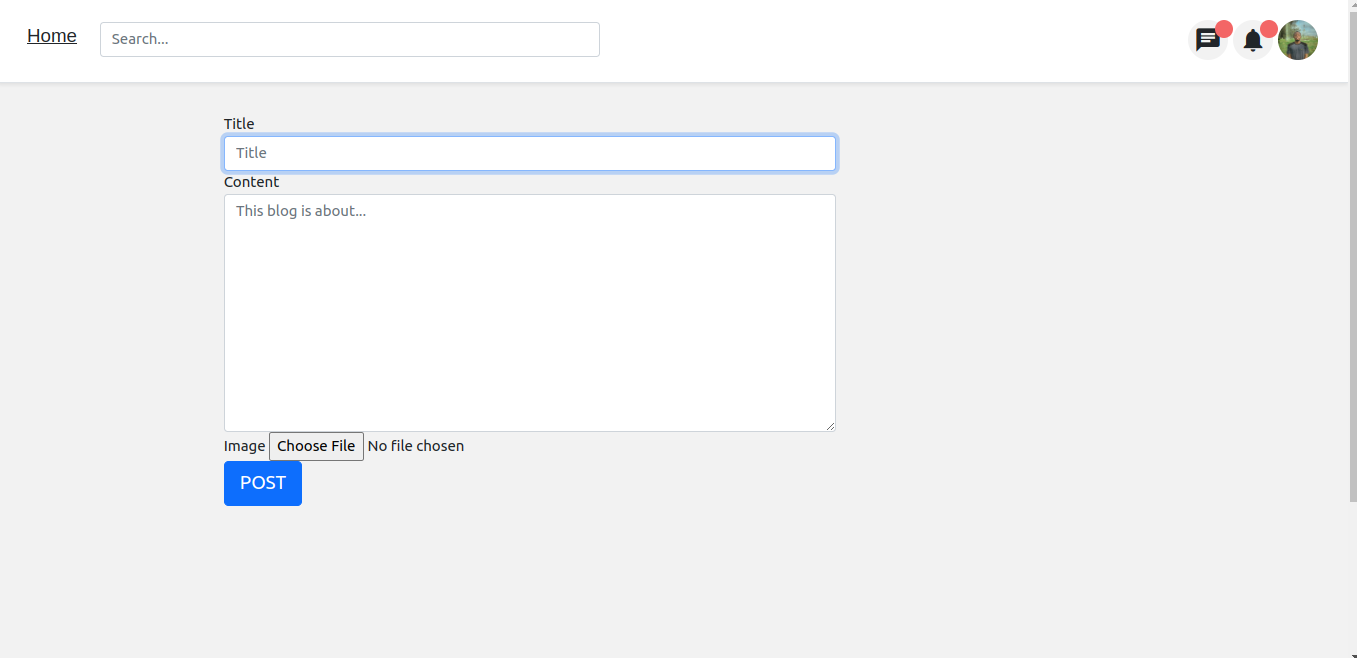 Home Search...
Title
Title
Content
This blog is about...
Image Choose File No file chosen
POST